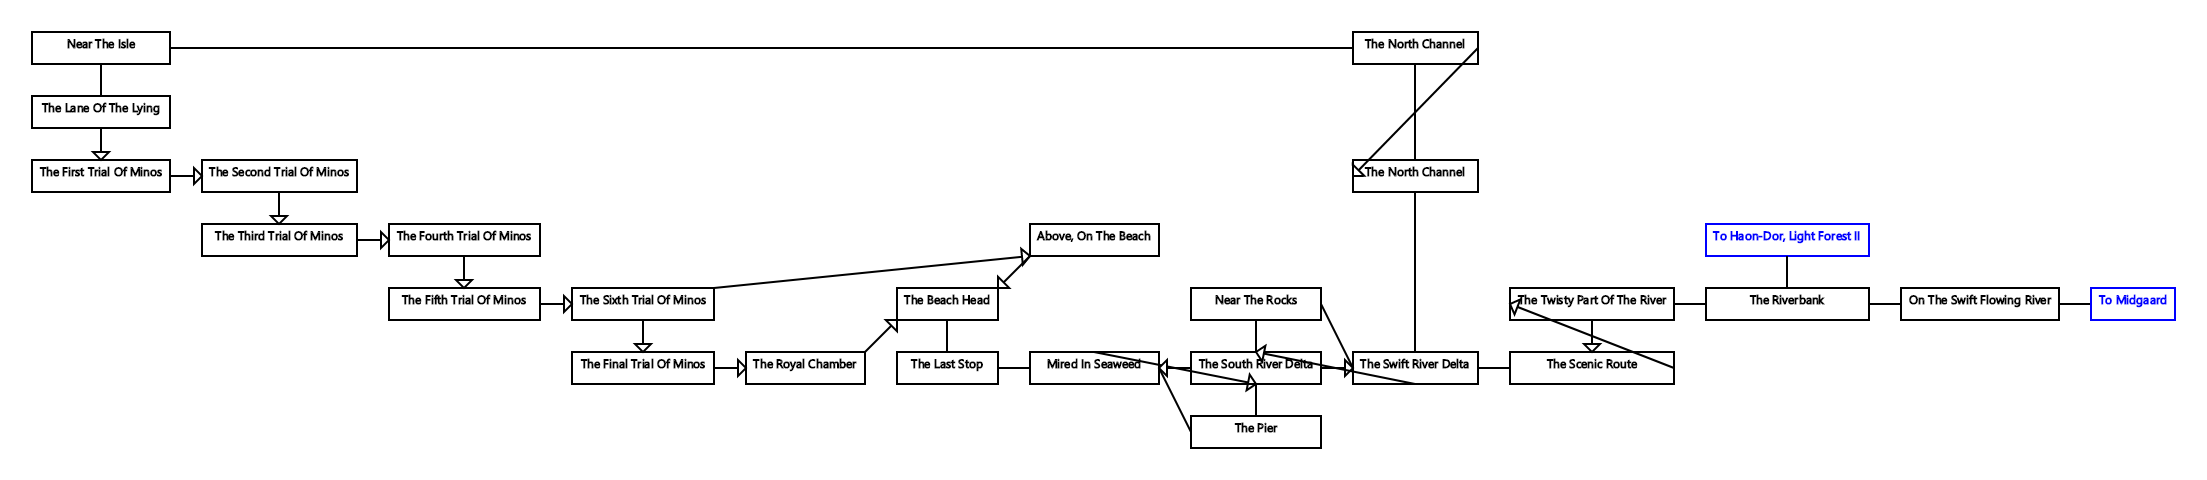 Near The Isle
The North Channel
The Lane Of The Lying
The First Trial Of Minos
The Second Trial Of Minos
The North Channel
The Third Trial Of Minos
The Fourth Trial Of Minos
Above, On The Beach
To Haon-Dor, Light Forest II
The Fifth Trial Of Minos
The Sixth Trial Of Minos
The Beach Head
Near The Rocks
The Twisty Part Of The River
The Riverbank
On The Swift Flowing River
To Midgaard
The Final Trial Of Minos
The Royal Chamber
The Last Stop
Mired In Seaweed
The South River Delta
The Swift River Delta
The Scenic Route
The Pier